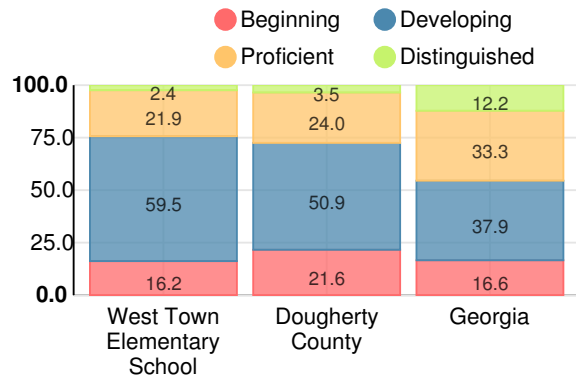 Beginning
Developing
Proficient
Distinguished
100.0
75.0
50.0
25.0
0.0
2.4
21.9
59.5
16.2
3.5
24.0
50.9
21.6
12.2
33.3
37.9
16.6
West Town
Elementary
School
Dougherty
County
Georgia